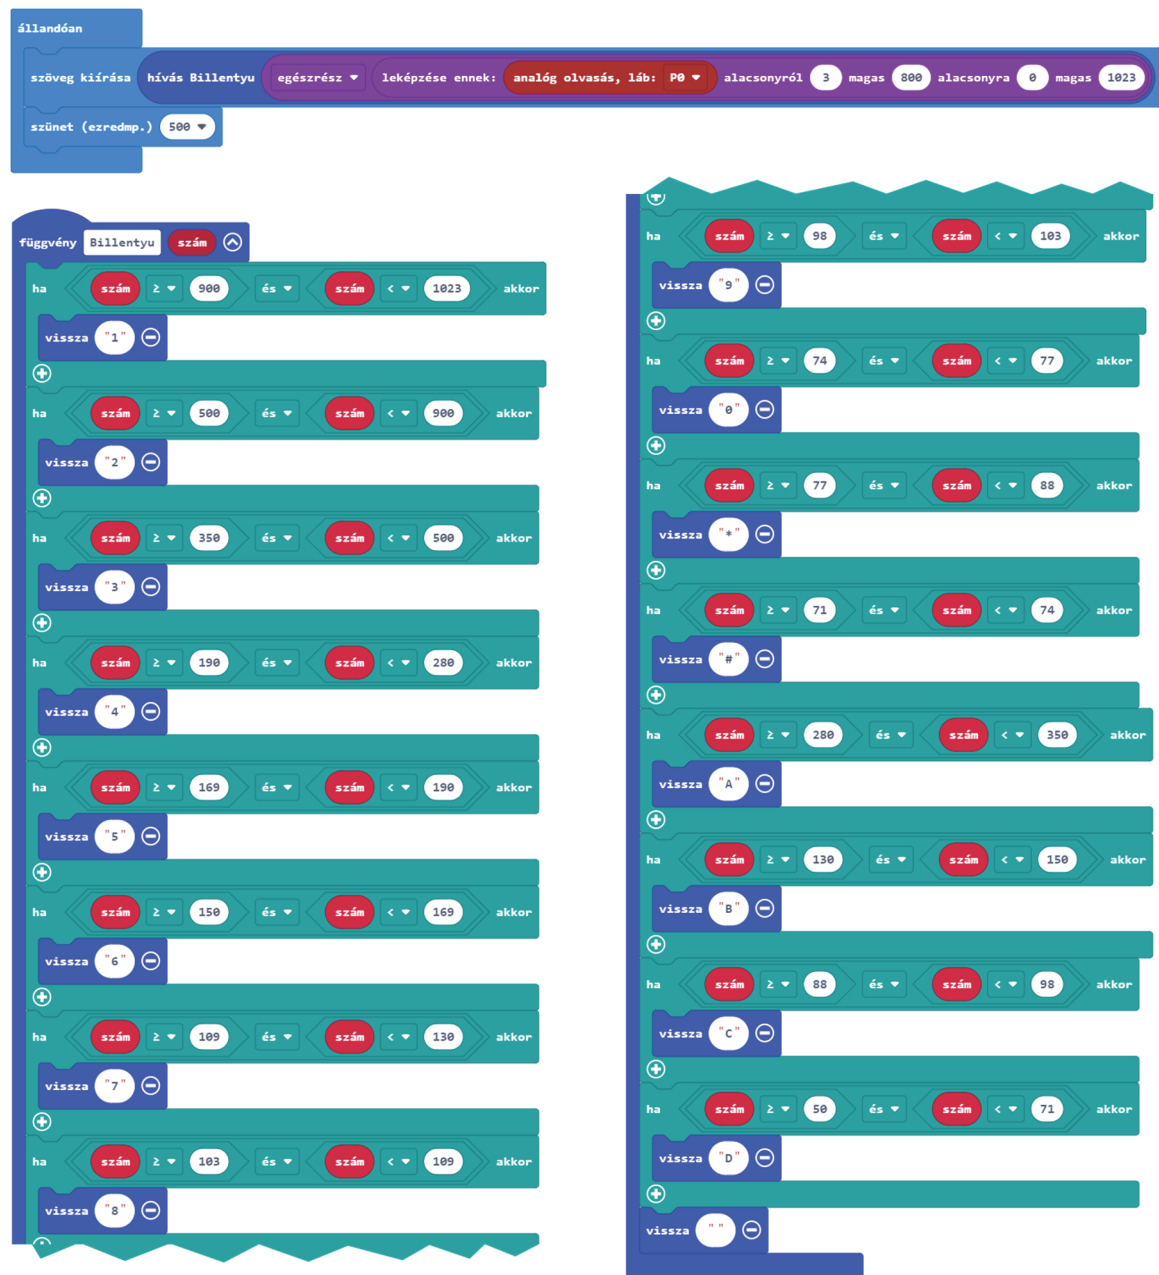 állandóan
szöveg kiírása hívás Billentyu egészrész leképzése ennek: analóg olvasás, láb: P0 alacsonyról 3 magas 800 alacsonyra 0 magas 1023
szünet (ezredmp.) 500
függvény Billentyu szám
ha szám ≥ 900 és szám < 1023 akkor
vissza "1"
ha szám ≥ 500 és szám < 900 akkor
vissza "2"
ha szám ≥ 350 és szám < 500 akkor
vissza "3"
ha szám ≥ 190 és szám < 280 akkor
vissza "4"
ha szám ≥ 169 és szám < 190 akkor
vissza "5"
ha szám ≥ 150 és szám < 169 akkor
vissza "6"
ha szám ≥ 109 és szám < 130 akkor
vissza "7"
ha szám ≥ 103 és szám < 109 akkor
vissza "8"
ha szám ≥ 98 és szám < 103 akkor
vissza "9"
ha szám ≥ 74 és szám < 77 akkor
vissza "0"
ha szám ≥ 77 és szám < 88 akkor
vissza "*"
ha szám ≥ 71 és szám < 74 akkor
vissza "#"
ha szám ≥ 280 és szám < 350 akkor
vissza "A"
ha szám ≥ 130 és szám < 150 akkor
vissza "B"
ha szám ≥ 88 és szám < 98 akkor
vissza "C"
ha szám ≥ 50 és szám < 71 akkor
vissza "D"
vissza " "